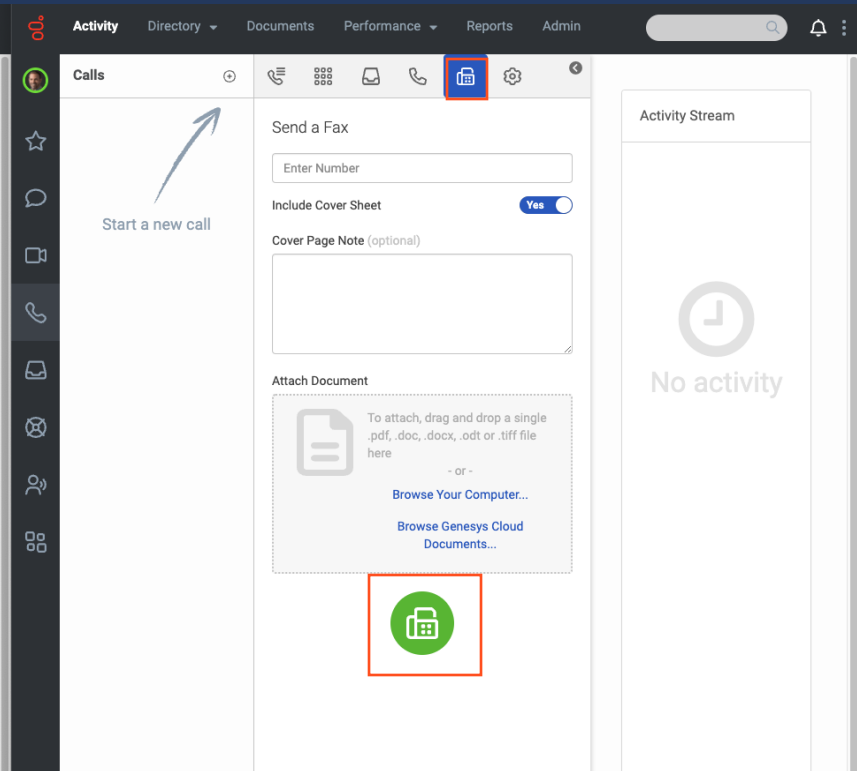 Activity
Directory
Documents
Performance
Reports
Admin
Calls
Start a new call
Send a Fax
Enter Number
Include Cover Sheet
Yes
Cover Page Note (optional)
Attach Document
To attach, drag and drop a single
.pdf, .doc, .docx, .odt or .tiff file
here
- or -
Browse Your Computer...
Browse Genesys Cloud
Documents...
Activity Stream
No activity